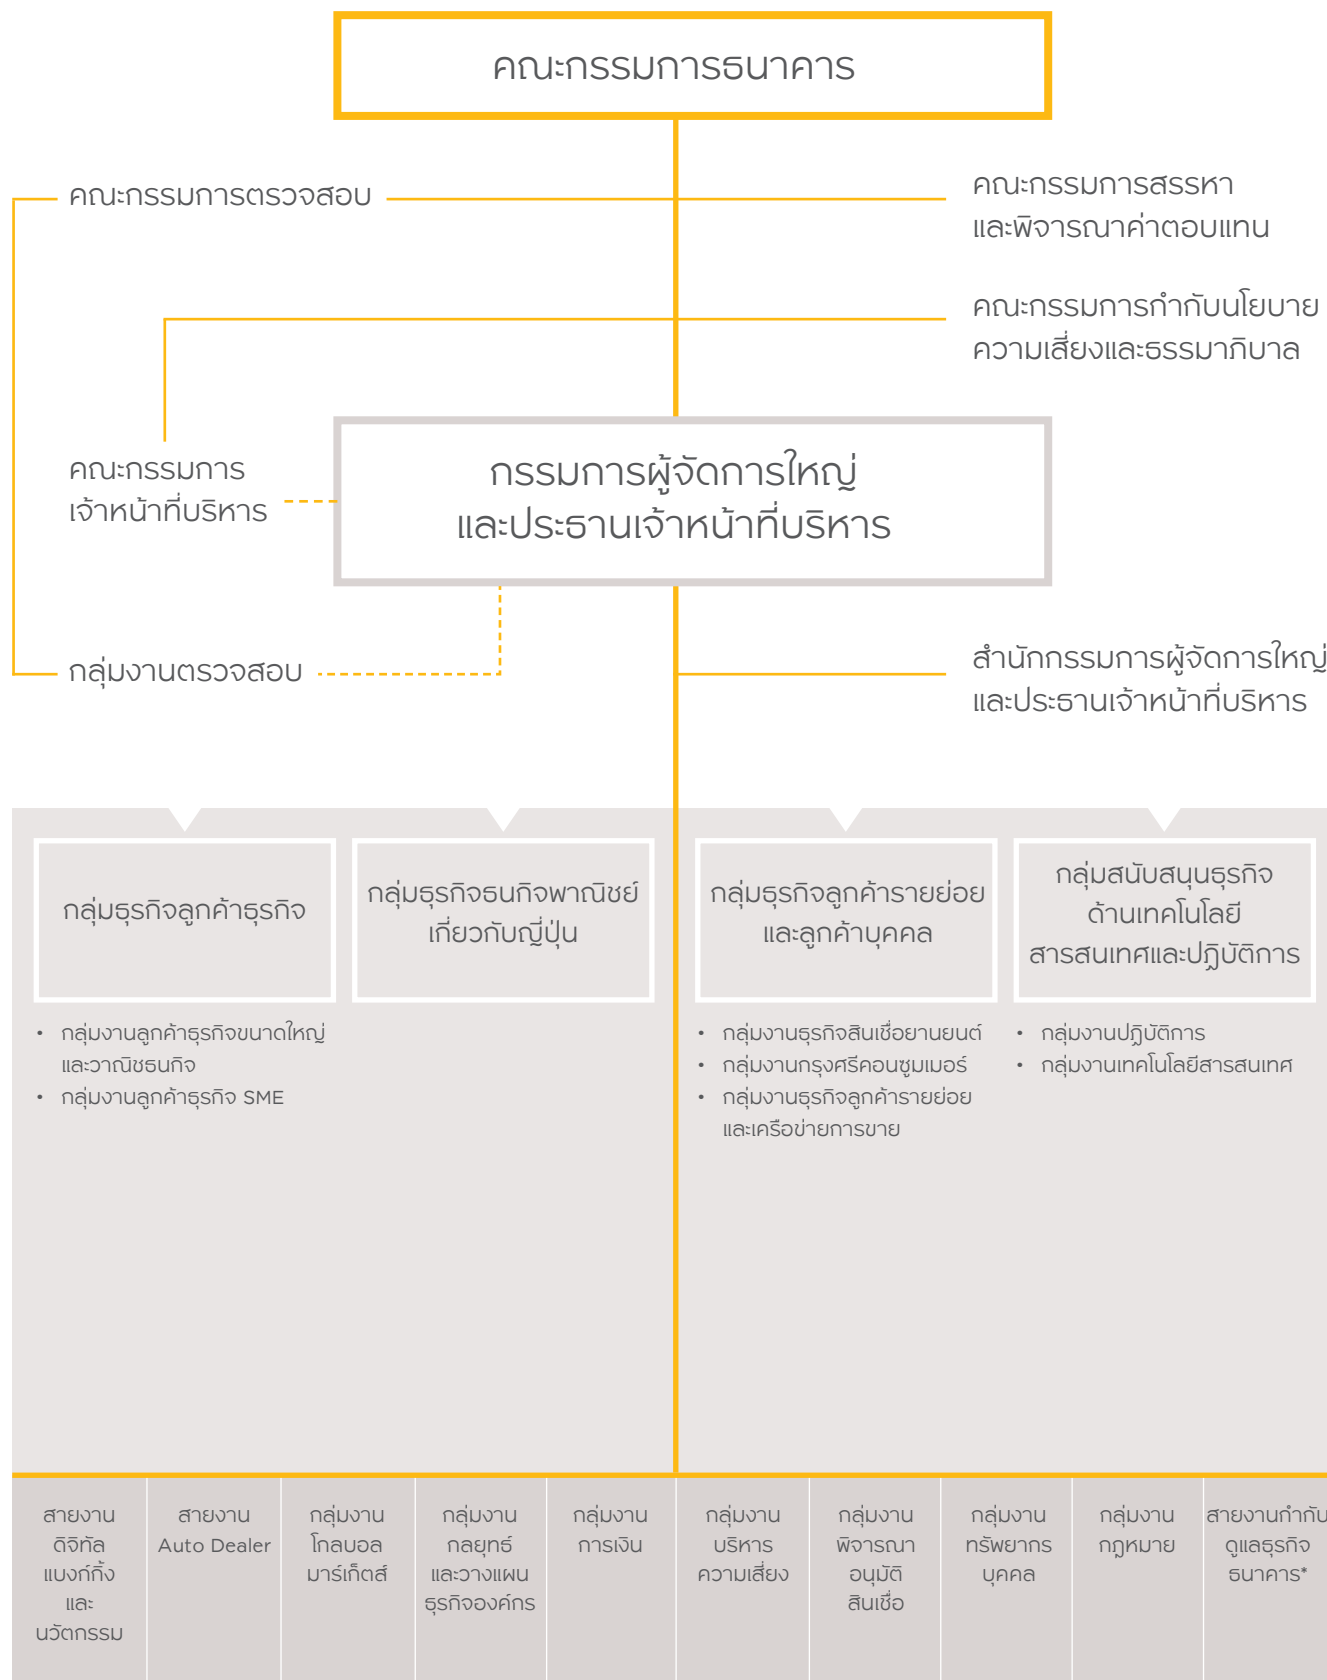 คณะกรรมการธนาคาร
คณะกรรมการตรวจสอบ
คณะกรรมการสรรหา
และพิจารณาค่าตอบแทน
คณะกรรมการกำกับนโยบาย
ความเสี่ยงและธรรมาภิบาล
คณะกรรมการ
เจ้าหน้าที่บริหาร
กรรมการผู้จัดการใหญ่
และประธานเจ้าหน้าที่บริหาร
กลุ่มงานตรวจสอบ
สำนักกรรมการผู้จัดการใหญ่
และประธานเจ้าหน้าที่บริหาร
กลุ่มธุรกิจลูกค้าธุรกิจ
กลุ่มธุรกิจธนกิจพาณิชย์
เกี่ยวกับญี่ปุ่น
กลุ่มธุรกิจลูกค้ารายย่อย
และลูกค้าบุคคล
กลุ่มสนับสนุนธุรกิจ
ด้านเทคโนโลยี
สารสนเทศและปฏิบัติการ
• กลุ่มงานลูกค้าธุรกิจขนาดใหญ่
และวาณิชธนกิจ
• กลุ่มงานลูกค้าธุรกิจ SME
• กลุ่มงานธุรกิจสินเชื่อยานยนต์
• กลุ่มงานกรุงศรีคอนซูมเมอร์
• กลุ่มงานธุรกิจลูกค้ารายย่อย
และเครือข่ายการขาย
• กลุ่มงานปฏิบัติการ
• กลุ่มงานเทคโนโลยีสารสนเทศ
สายงาน
ดิจิทัล
แบงก์กิ้ง
และ
นวัตกรรม
สายงาน
Auto Dealer
กลุ่มงาน
โกลบอล
มาร์เก็ตส์
กลุ่มงาน
กลยุทธ์
และวางแผน
ธุรกิจองค์กร
กลุ่มงาน
การเงิน
กลุ่มงาน
บริหาร
ความเสี่ยง
กลุ่มงาน
พิจารณา
อนุมัติ
สินเชื่อ
กลุ่มงาน
ทรัพยากร
บุคคล
กลุ่มงาน
กฎหมาย
สายงานกำกับ
ดูแลธุรกิจ
ธนาคาร*